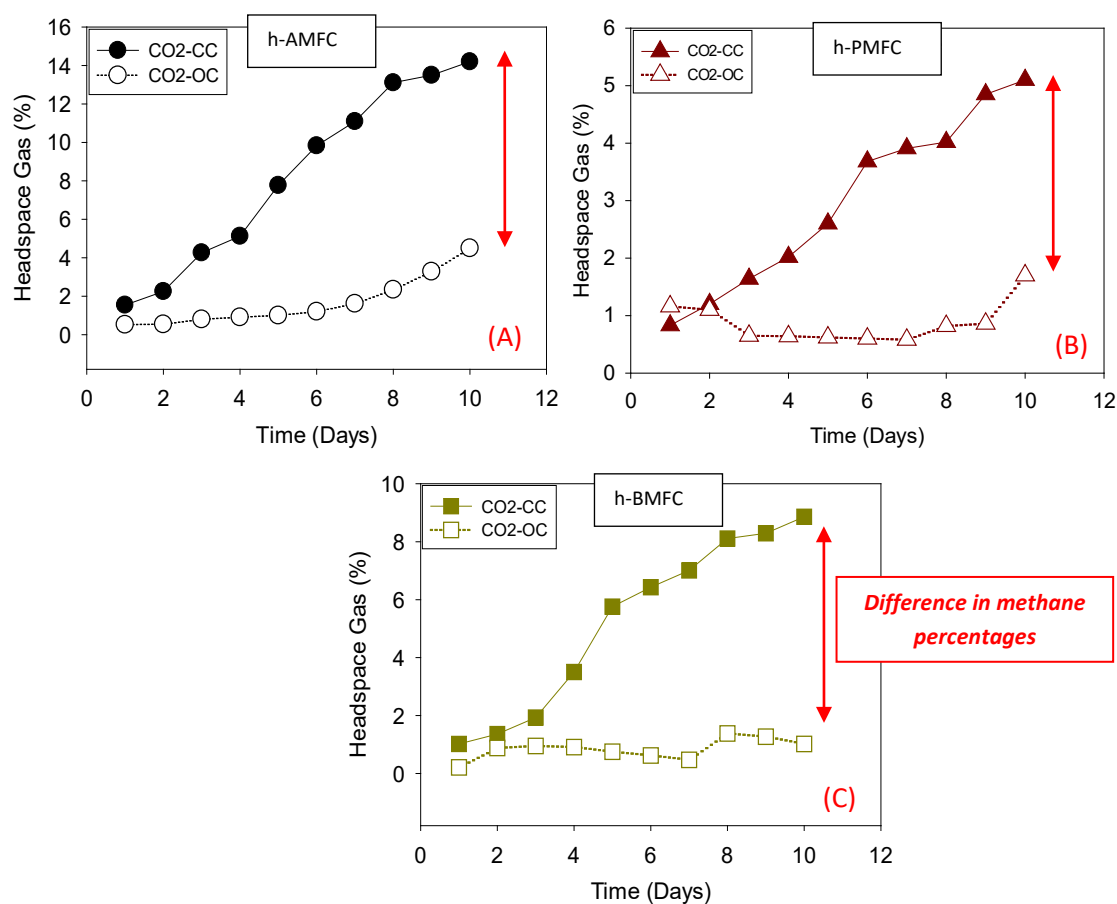 h-AMFC
CO2-CC
CO2-OC
Headspace Gas (%)
16
14
12
10
8
6
4
2
0
0 2 4 6 8 10 12
Time (Days)
(A)
h-PMFC
CO2-CC
CO2-OC
Headspace Gas (%)
6
5
4
3
2
1
0
0 2 4 6 8 10 12
Time (Days)
(B)
h-BMFC
CO2-CC
CO2-OC
Headspace Gas (%)
10
8
6
4
2
0
0 2 4 6 8 10 12
Time (Days)
(C)
Difference in methane
percentages